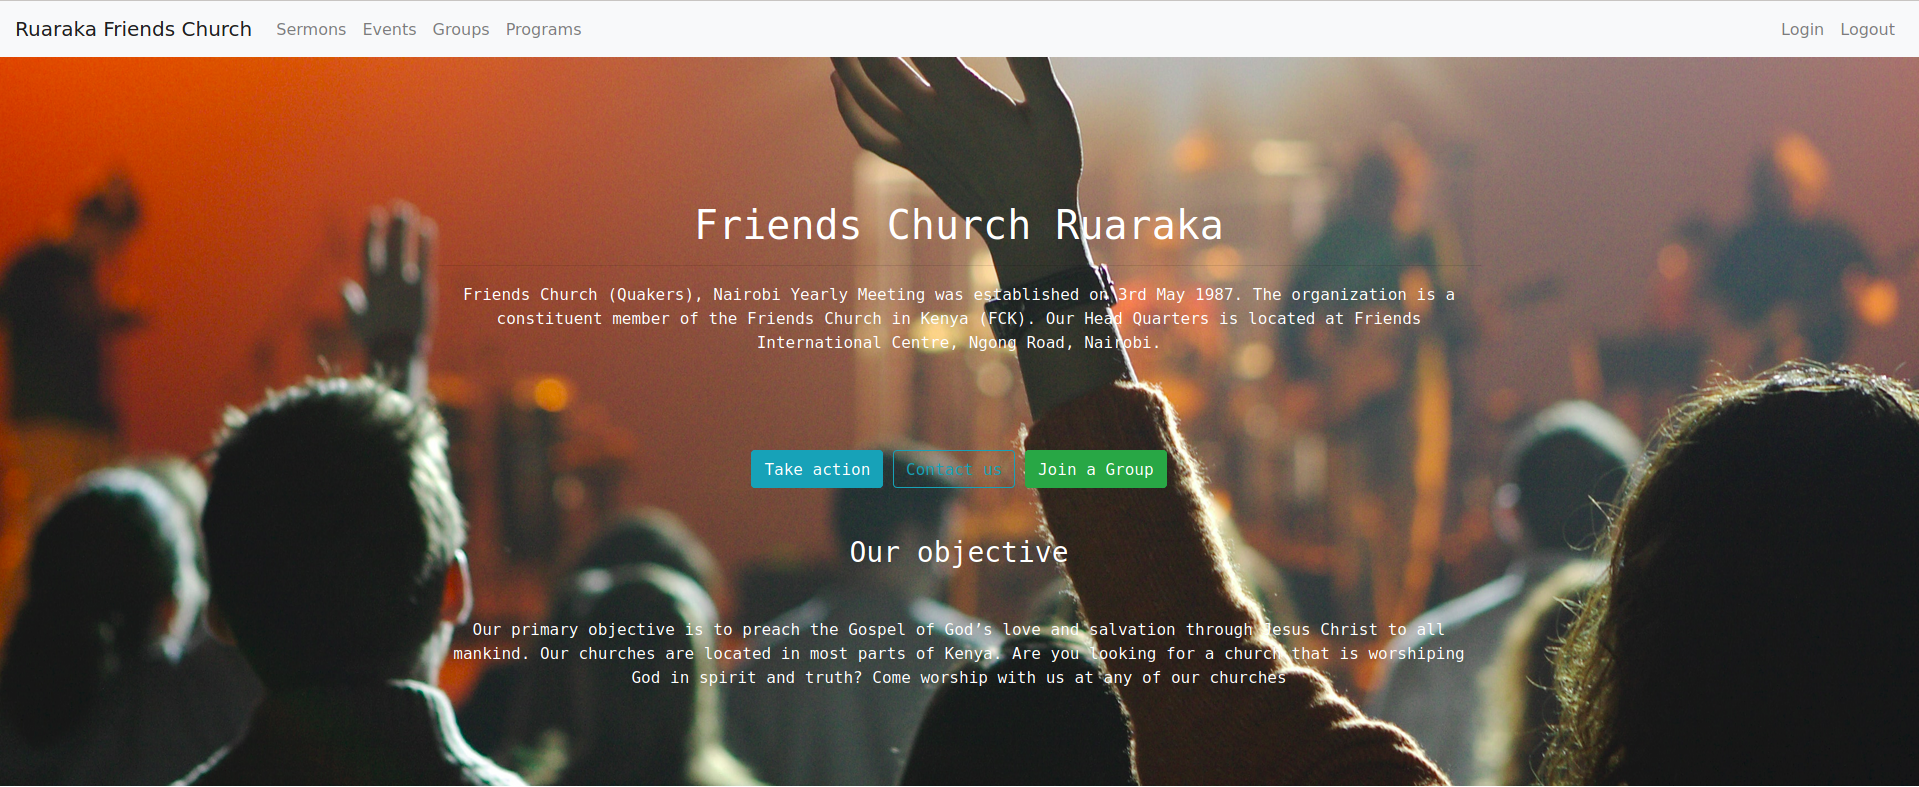 Ruaraka Friends Church Sermons Events Groups Programs Login Logout
Friends Church Ruaraka
Friends Church (Quakers), Nairobi Yearly Meeting was established on 3rd May 1987. The organization is a
constituent member of the Friends Church in Kenya (FCK). Our Head Quarters is located at Friends
International Centre, Ngong Road, Nairobi.
Take action Contact us Join a Group
Our objective
Our primary objective is to preach the Gospel of God’s love and salvation through Jesus Christ to all
mankind. Our churches are located in most parts of Kenya. Are you looking for a church that is worshiping
God in spirit and truth? Come worship with us at any of our churches